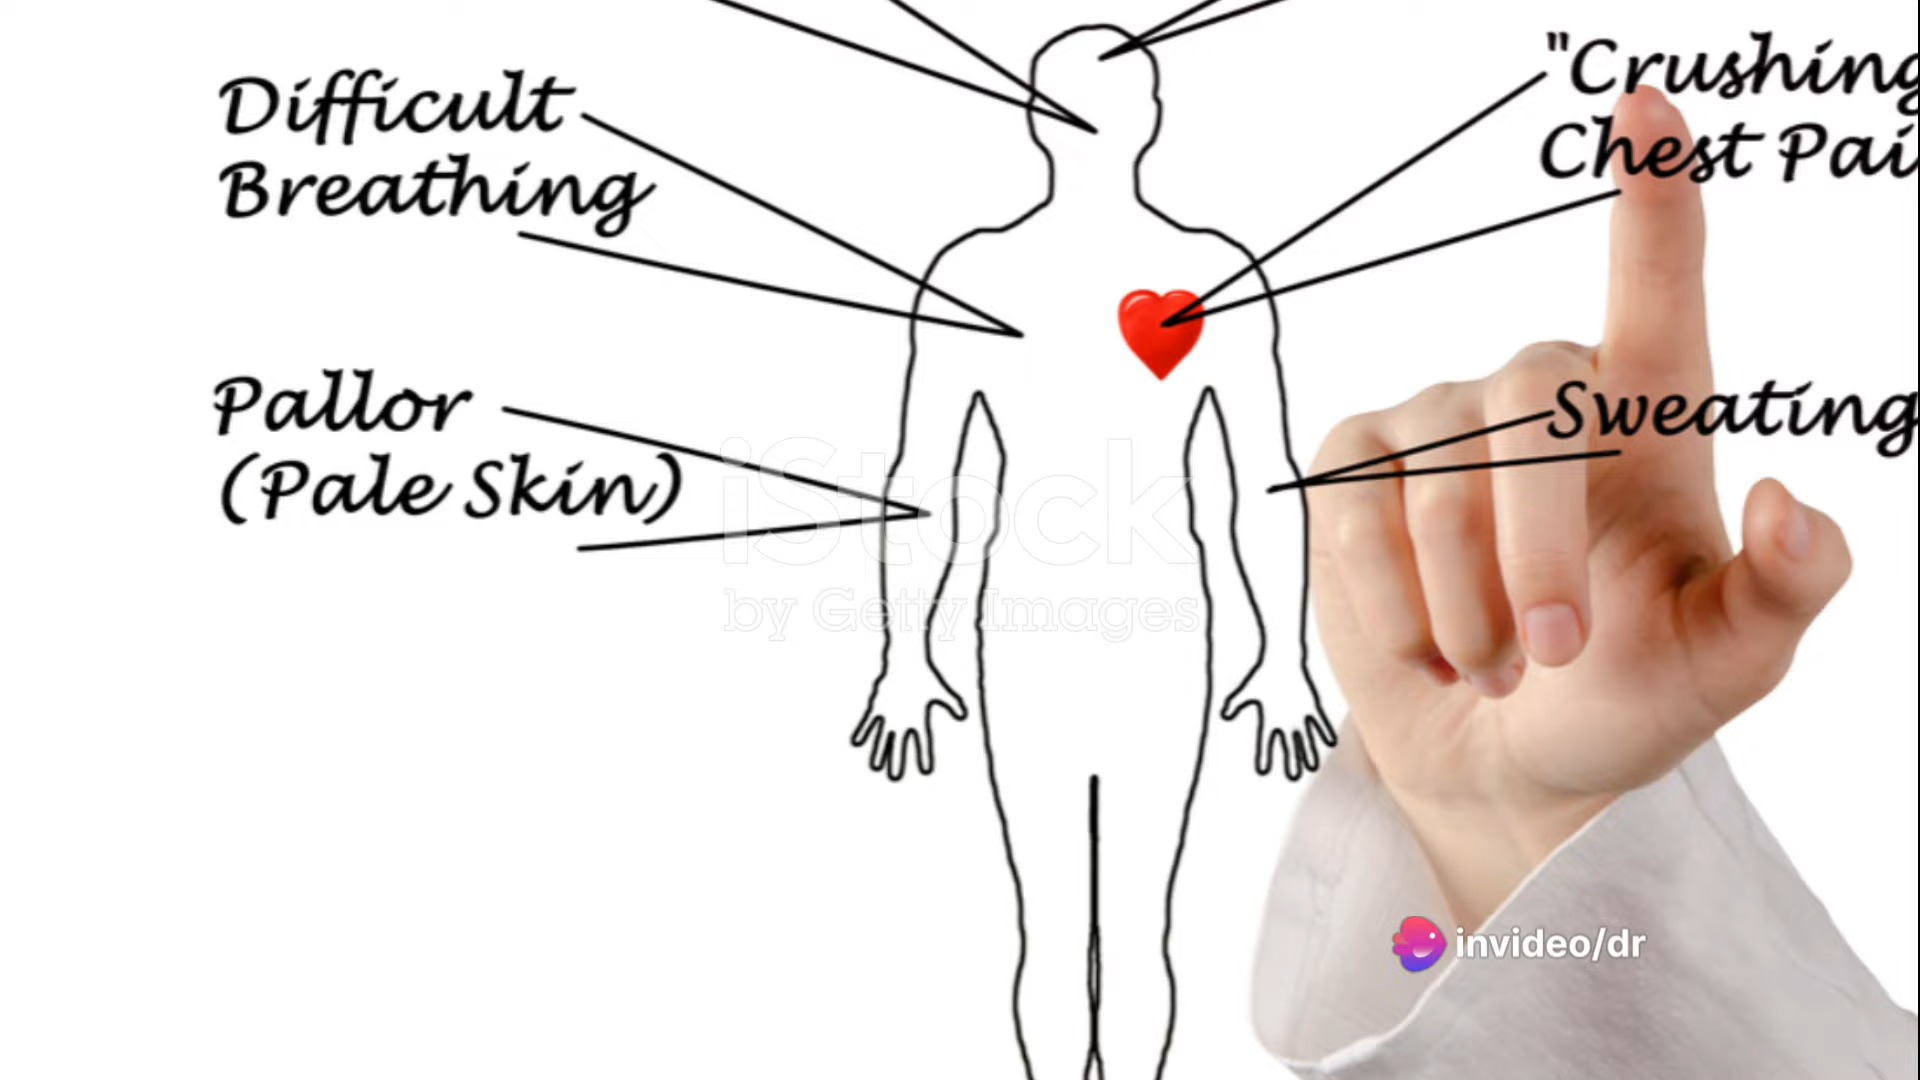 Difficult
Breathing
Pallor
(Pale Skin)
"Crushing
Chest Pai
Sweating
iStock
by Getty Images
invideo/dr